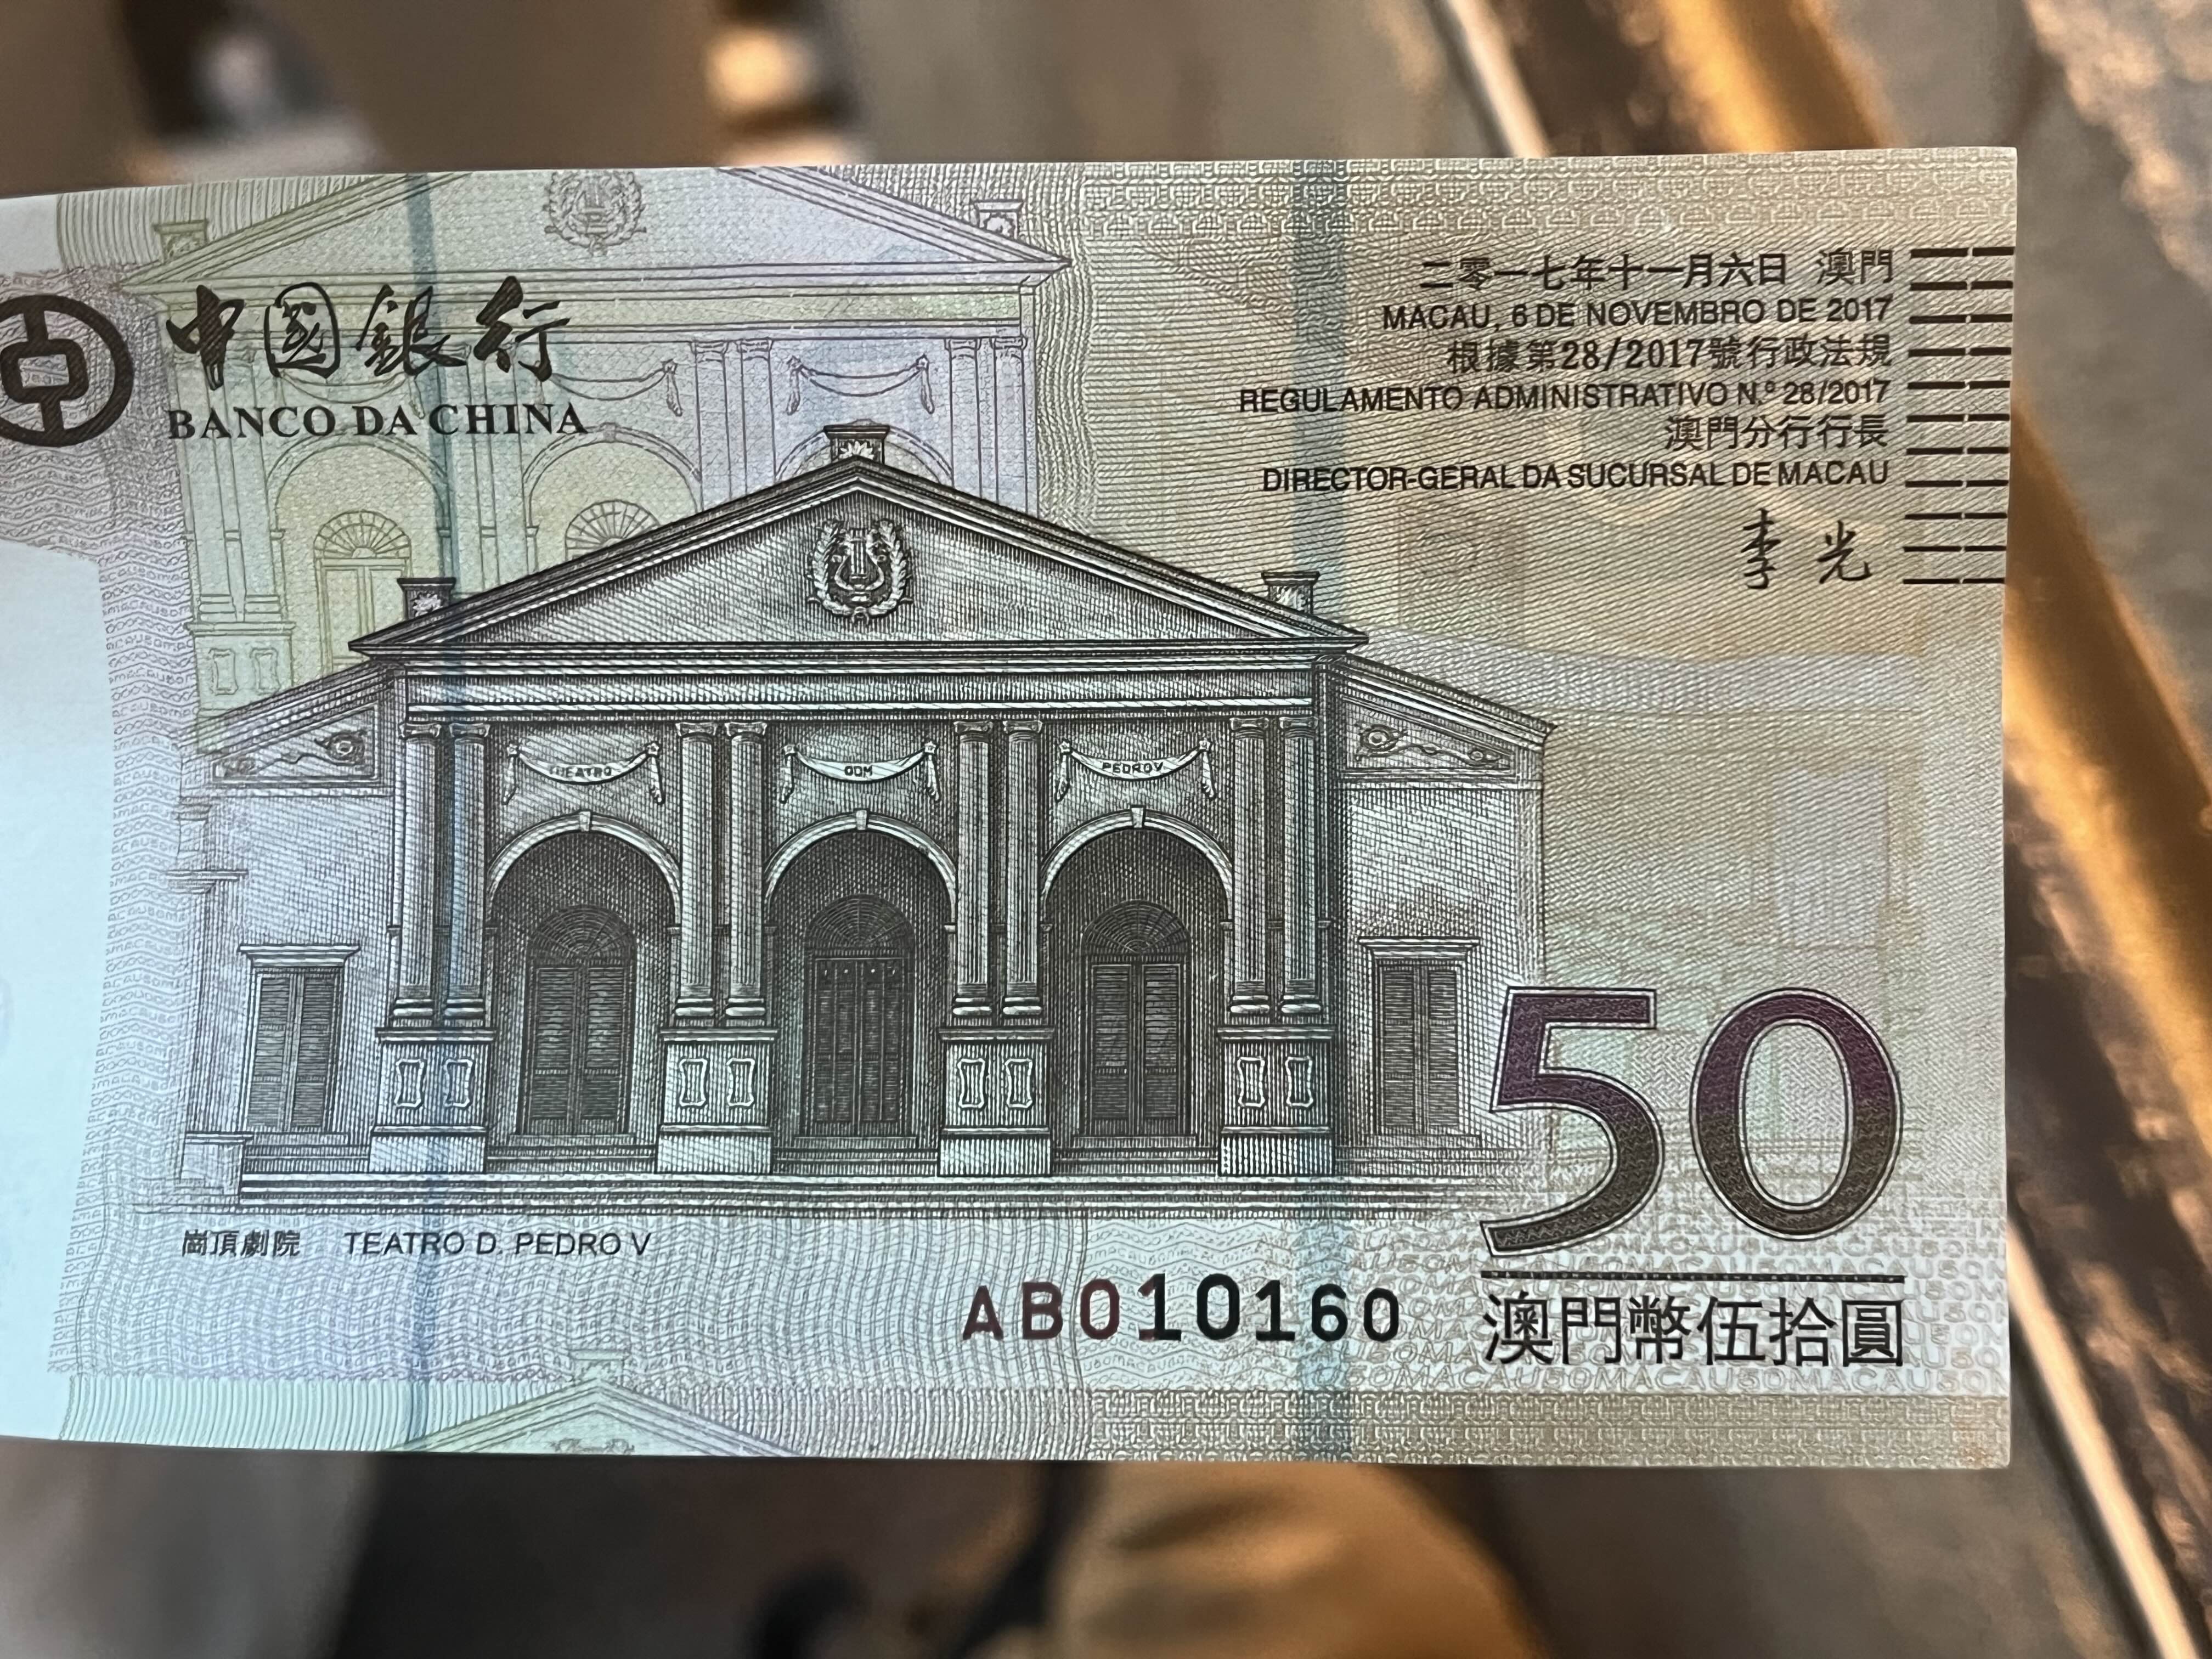 中國銀行
BANCO DA CHINA
二零一七年十一月六日 澳門
MACAU, 6 DE NOVEMBRO DE 2017
根據第28/2017號行政法規
REGULAMENTO ADMINISTRATIVO N.º 28/2017
澳門分行行長
DIRECTOR-GERAL DA SUCURSAL DE MACAU
李光
THEATRO DOM PEDRO V
50
崗頂劇院 TEATRO D. PEDRO V
AB010160
澳門幣伍拾圓